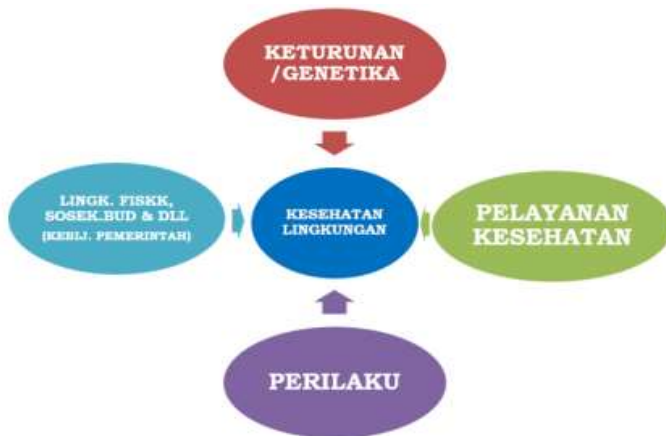 KETURUNAN
/GENETIKA
LINGK. FISKK,
SOSEK.BUD & DLL
(KEBIJ. PEMERINTAH)
KESEHATAN
LINGKUNGAN
PELAYANAN
KESEHATAN
PERILAKU